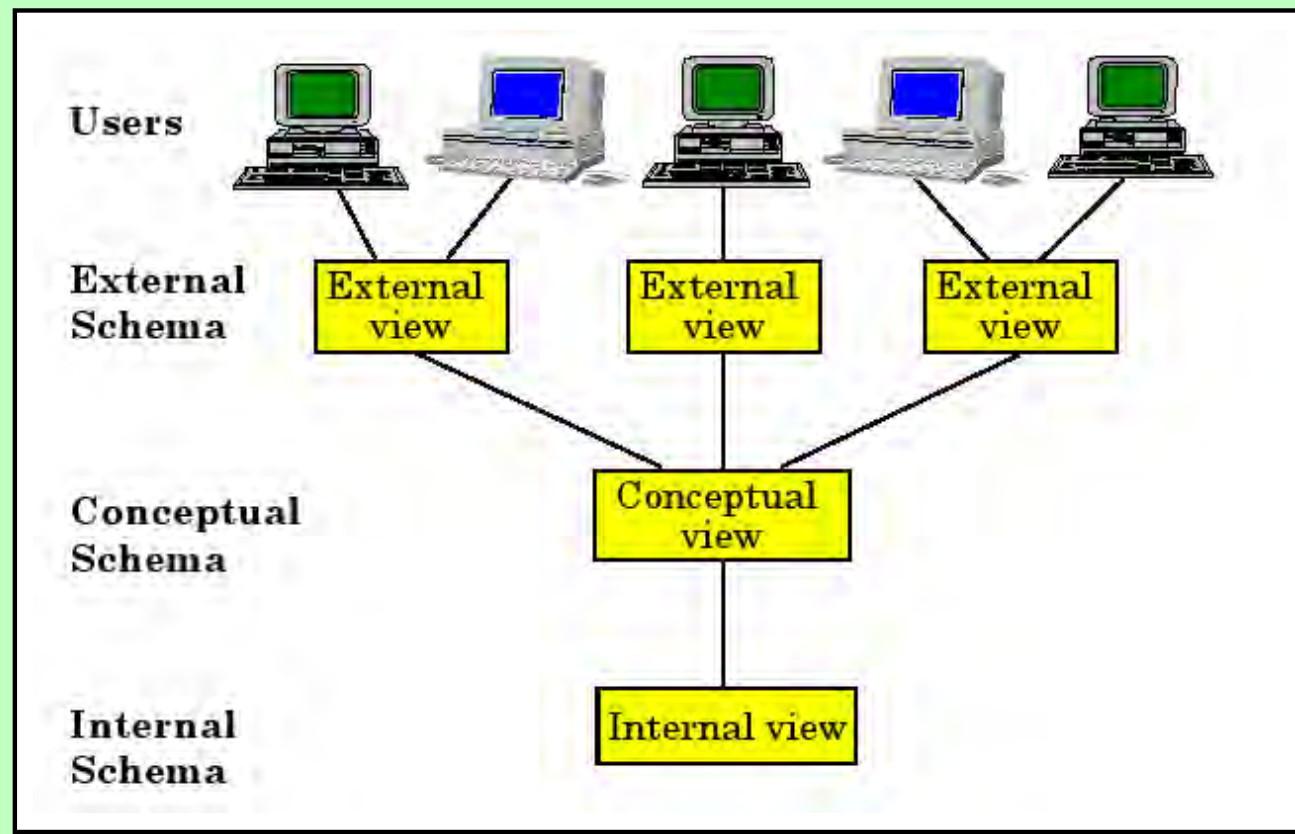 Users
External
Schema
External
view
External
view
External
view
Conceptual
Schema
Conceptual
view
Internal
Schema
Internal view